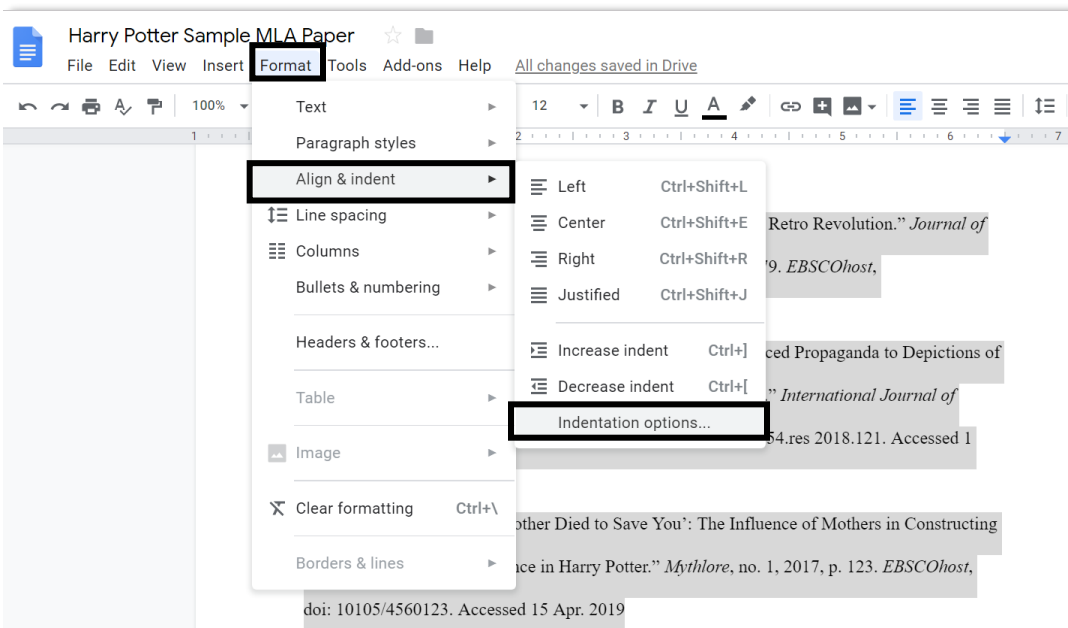 Harry Potter Sample MLA Paper
File Edit View Insert Format Tools Add-ons Help All changes saved in Drive
100% 12 B I U A
1 2 3 4 5 6 7
Text
Paragraph styles
Align & indent
Line spacing
Columns
Bullets & numbering
Headers & footers...
Table
Image
Clear formatting Ctrl+\
Borders & lines
Left Ctrl+Shift+L
Center Ctrl+Shift+E
Right Ctrl+Shift+R
Justified Ctrl+Shift+J
Increase indent Ctrl+]
Decrease indent Ctrl+[
Indentation options...
Retro Revolution.” Journal of
9. EBSCOhost,
ced Propaganda to Depictions of
.” International Journal of
54.res 2018.121. Accessed 1
other Died to Save You’: The Influence of Mothers in Constructing
nce in Harry Potter.” Mythlore, no. 1, 2017, p. 123. EBSCOhost,
doi: 10105/4560123. Accessed 15 Apr. 2019